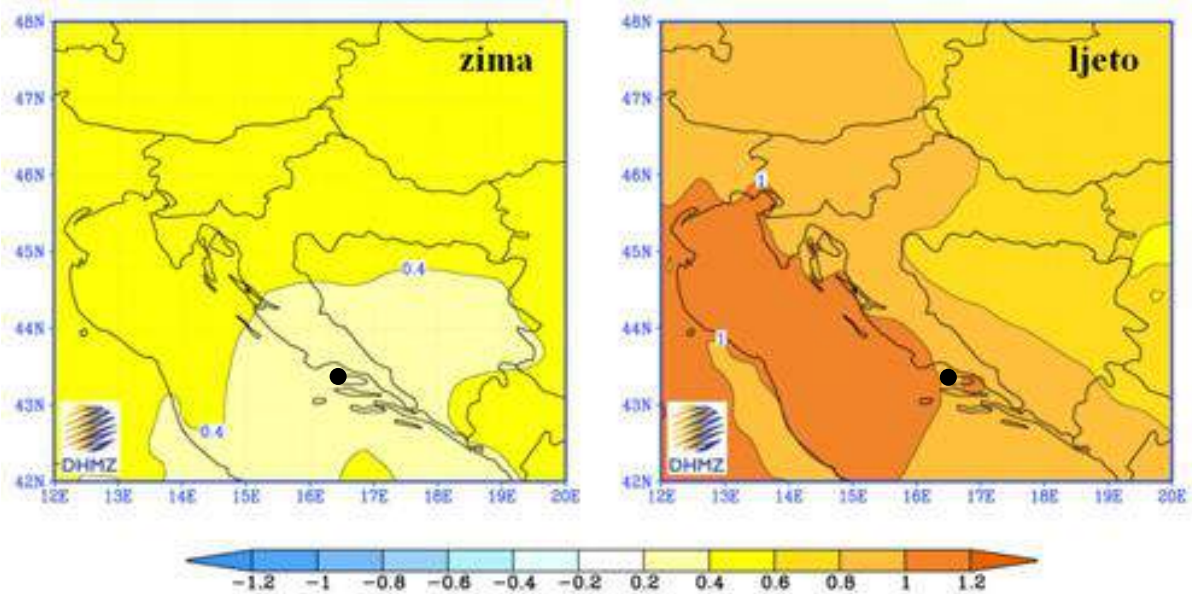 zima
48N
47N
46N
45N
44N
43N
42N
0.4
0.4
DHMZ
12E 13E 14E 15E 16E 17E 18E 19E 20E
ljeto
48N
47N
46N
45N
44N
43N
42N
1
1
DHMZ
12E 13E 14E 15E 16E 17E 18E 19E 20E
-1.2 -1 -0.8 -0.6 -0.4 -0.2 0.2 0.4 0.6 0.8 1 1.2